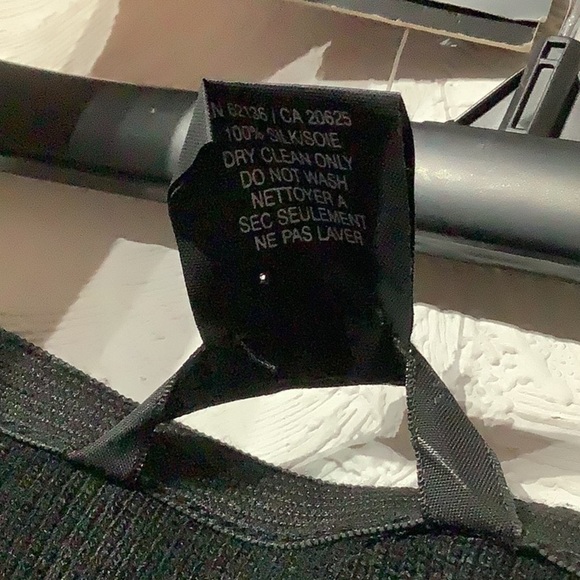 N 62136 / CA 20625
100% SILK/SOIE
DRY CLEAN ONLY
DO NOT WASH
NETTOYER A
SEC SEULEMENT
NE PAS LAVER